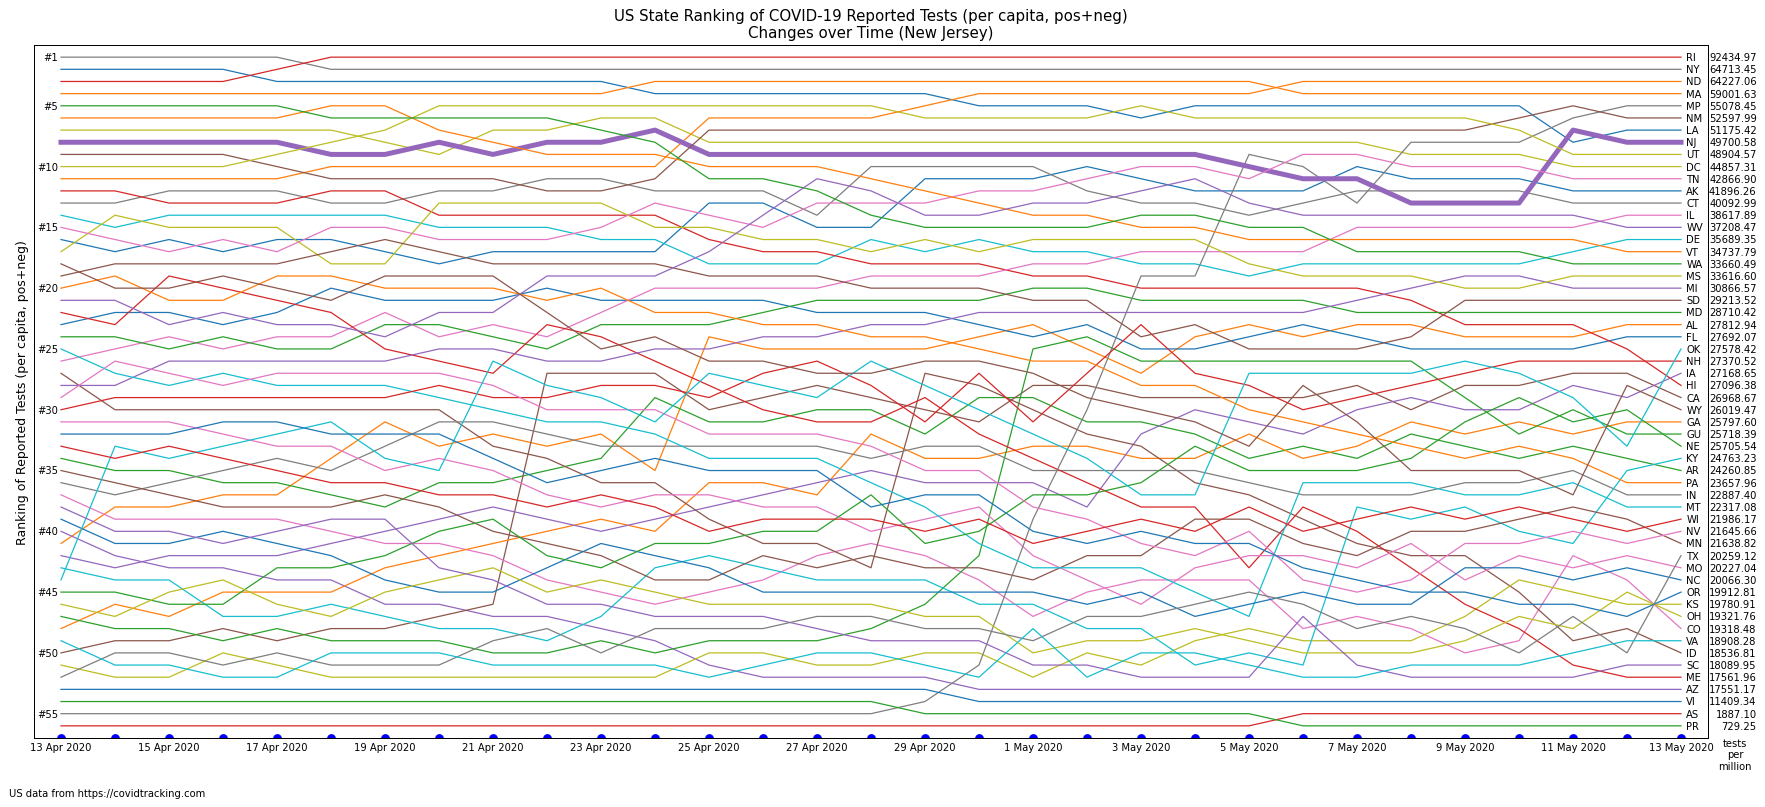 US State Ranking of COVID-19 Reported Tests (per capita, pos+neg)
Changes over Time (New Jersey)
Ranking of Reported Tests (per capita, pos+neg)
#1
#5
#10
#15
#20
#25
#30
#35
#40
#45
#50
#55
RI 92434.97
NY 64713.45
ND 64227.06
MA 59001.63
MP 55078.45
NM 52597.99
LA 51175.42
NJ 49700.58
UT 48904.57
DC 44857.31
TN 42866.90
AK 41896.26
CT 40092.99
IL 38617.89
WV 37208.47
DE 35689.35
VT 34737.79
WA 33660.49
MS 33616.60
MI 30866.57
SD 29213.52
MD 28710.42
AL 27812.94
FL 27692.07
OK 27578.42
NH 27370.52
IA 27168.65
HI 27096.38
CA 26968.67
WY 26019.47
GA 25797.60
GU 25718.39
NE 25705.54
KY 24763.23
AR 24260.85
PA 23657.96
IN 22887.40
MT 22317.08
WI 21986.17
NV 21645.66
MN 21638.82
TX 20259.12
MO 20227.04
NC 20066.30
OR 19912.81
KS 19780.91
OH 19321.76
CO 19318.48
VA 18908.28
ID 18536.81
SC 18089.95
ME 17561.96
AZ 17551.17
VI 11409.34
AS 1887.10
PR 729.25
13 Apr 2020 15 Apr 2020 17 Apr 2020 19 Apr 2020 21 Apr 2020 23 Apr 2020 25 Apr 2020 27 Apr 2020 29 Apr 2020 1 May 2020 3 May 2020 5 May 2020 7 May 2020 9 May 2020 11 May 2020 13 May 2020
tests
per
million
US data from https://covidtracking.com